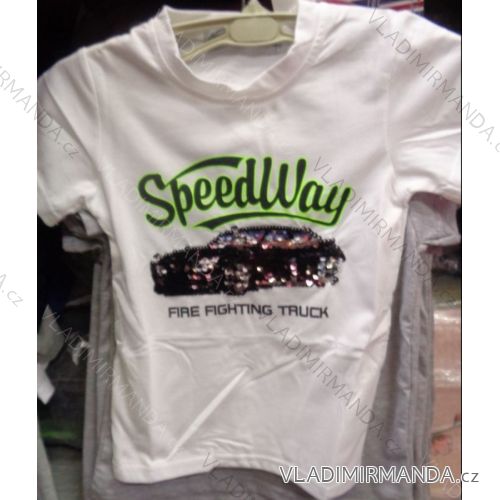 SpeedWay
FIRE FIGHTING TRUCK
VLADIMIRMANDA.cz